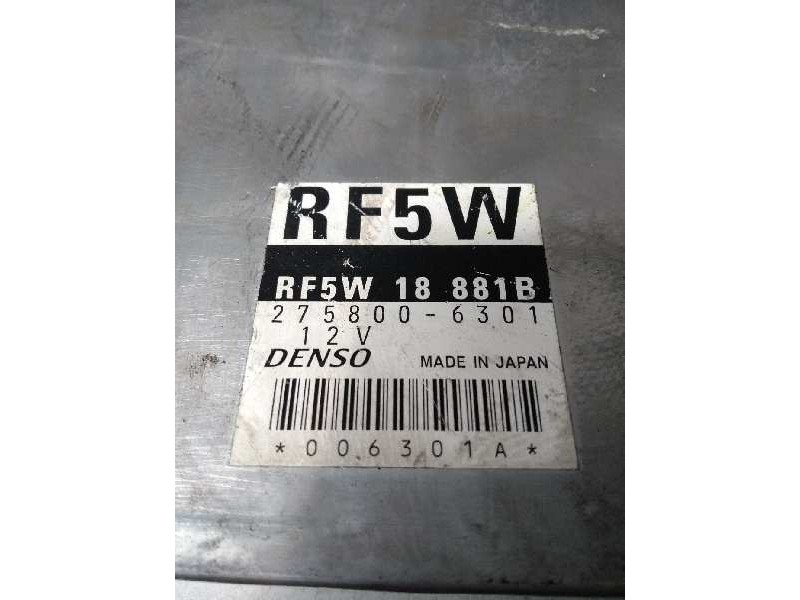 RF5W
RF5W 18 881B
275800-6301
12V
DENSO MADE IN JAPAN
*006301A*